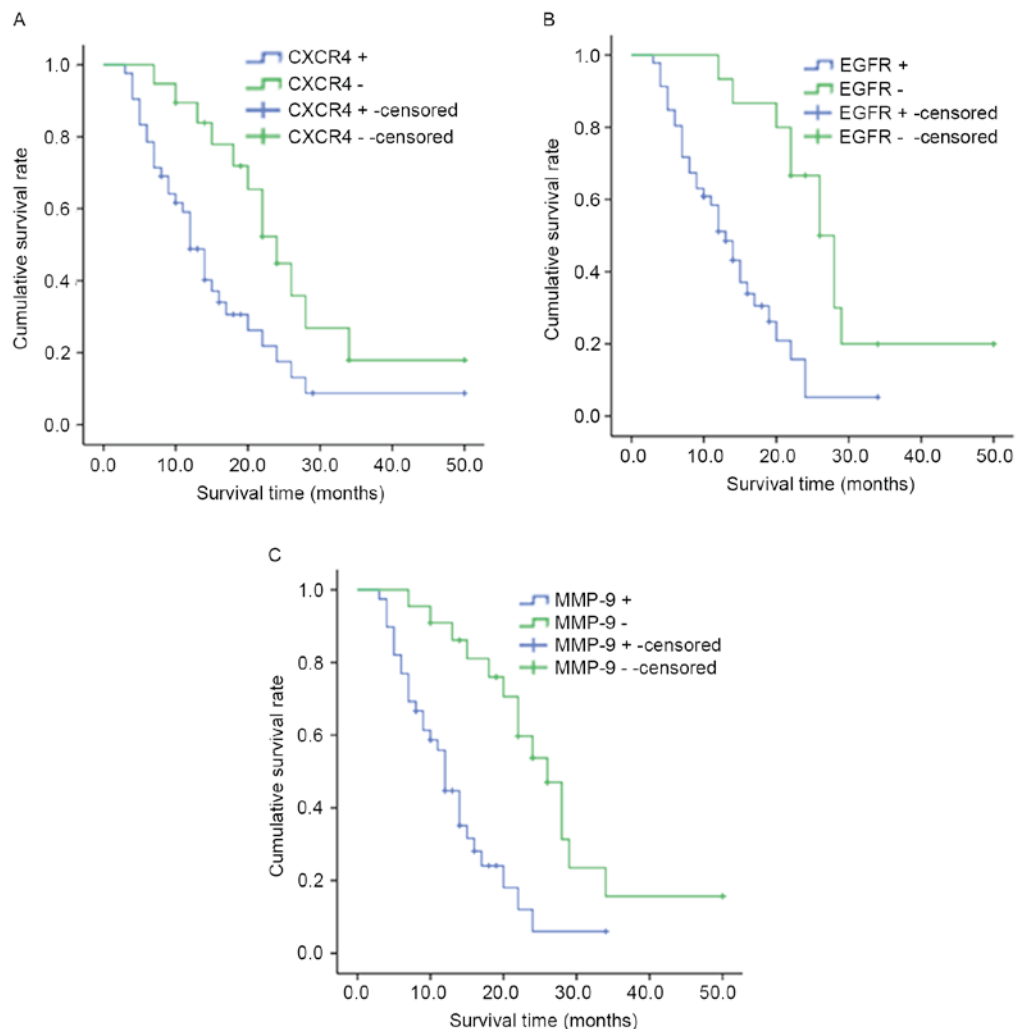 A
CXCR4 +
CXCR4 -
CXCR4 + -censored
CXCR4 - -censored
Cumulative survival rate
1.0
0.8
0.6
0.4
0.2
0.0
0.0 10.0 20.0 30.0 40.0 50.0
Survival time (months)
B
EGFR +
EGFR -
EGFR + -censored
EGFR - -censored
Cumulative survival rate
1.0
0.8
0.6
0.4
0.2
0.0
0.0 10.0 20.0 30.0 40.0 50.0
Survival time (months)
C
MMP-9 +
MMP-9 -
MMP-9 + -censored
MMP-9 - -censored
Cumulative survival rate
1.0
0.8
0.6
0.4
0.2
0.0
0.0 10.0 20.0 30.0 40.0 50.0
Survival time (months)